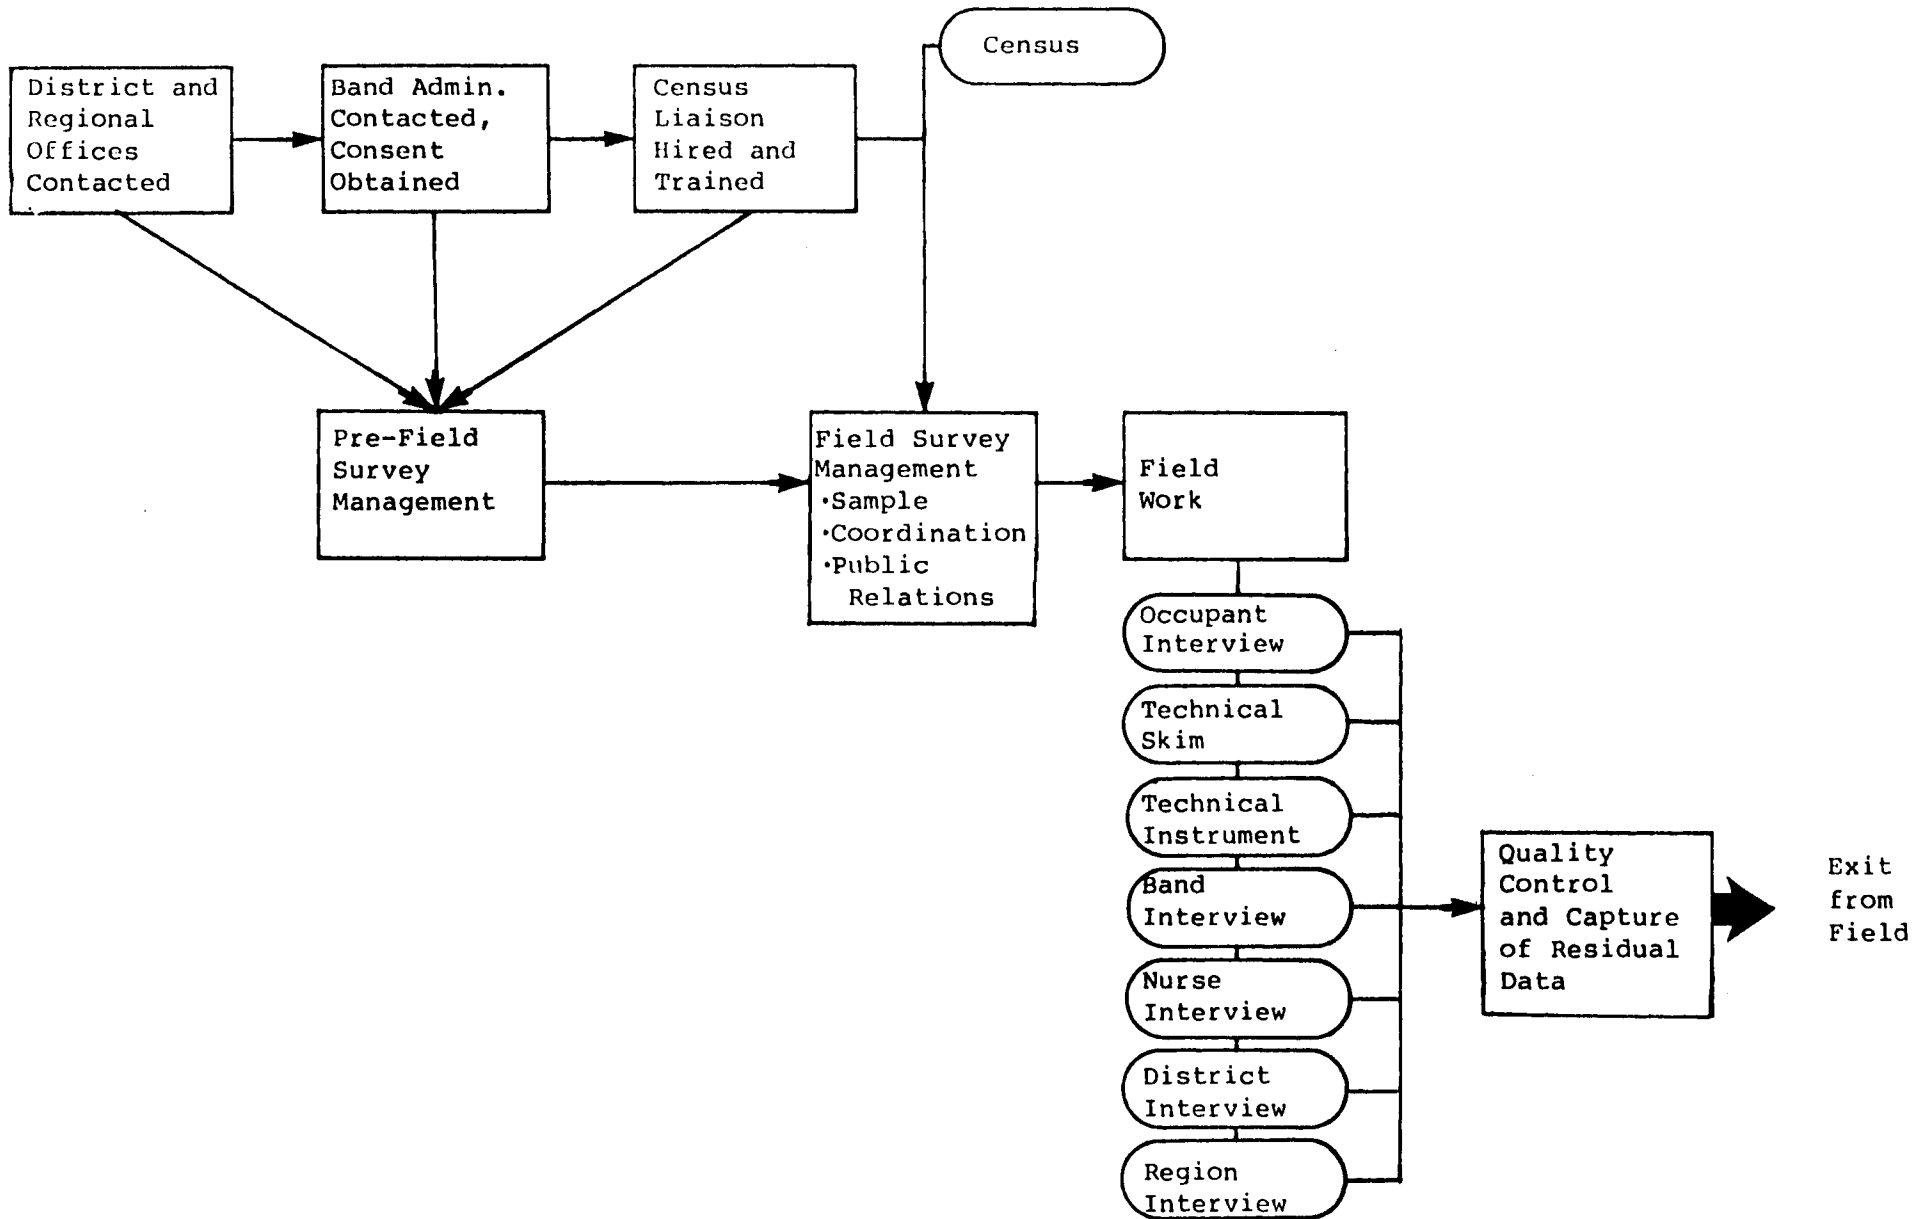 Census
District and
Regional
Offices
Contacted
Band Admin.
Contacted,
Consent
Obtained
Census
Liaison
Hired and
Trained
Pre-Field
Survey
Management
Field Survey
Management
·Sample
·Coordination
·Public
Relations
Field
Work
Occupant
Interview
Technical
Skim
Technical
Instrument
Band
Interview
Nurse
Interview
District
Interview
Region
Interview
Quality
Control
and Capture
of Residual
Data
Exit
from
Field